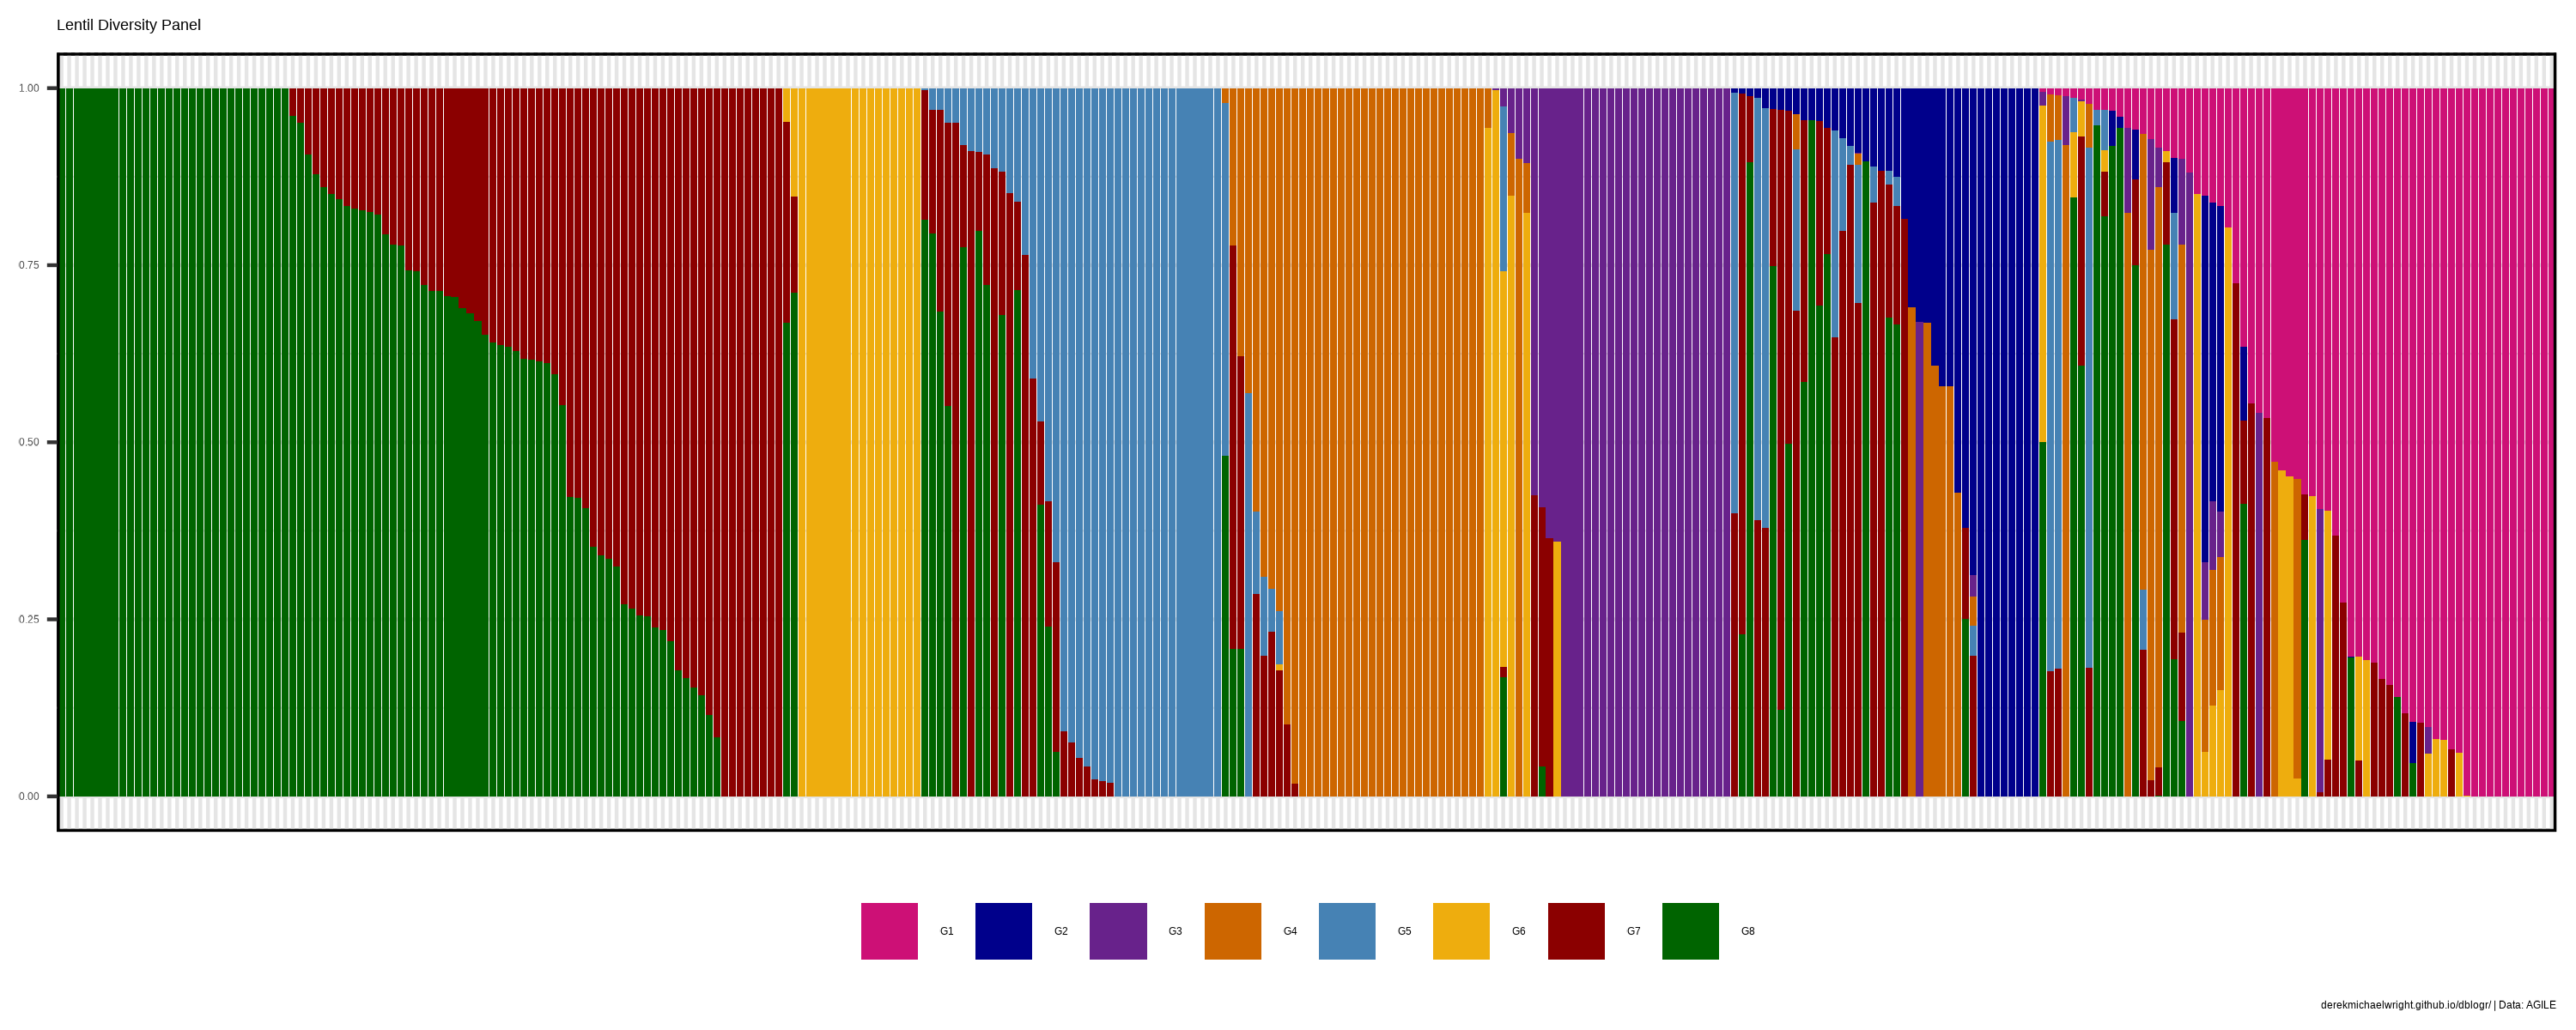 Lentil Diversity Panel
1.00
0.75
0.50
0.25
0.00
G1 G2 G3 G4 G5 G6 G7 G8
derekmichaelwright.github.io/dblogr/ | Data: AGILE